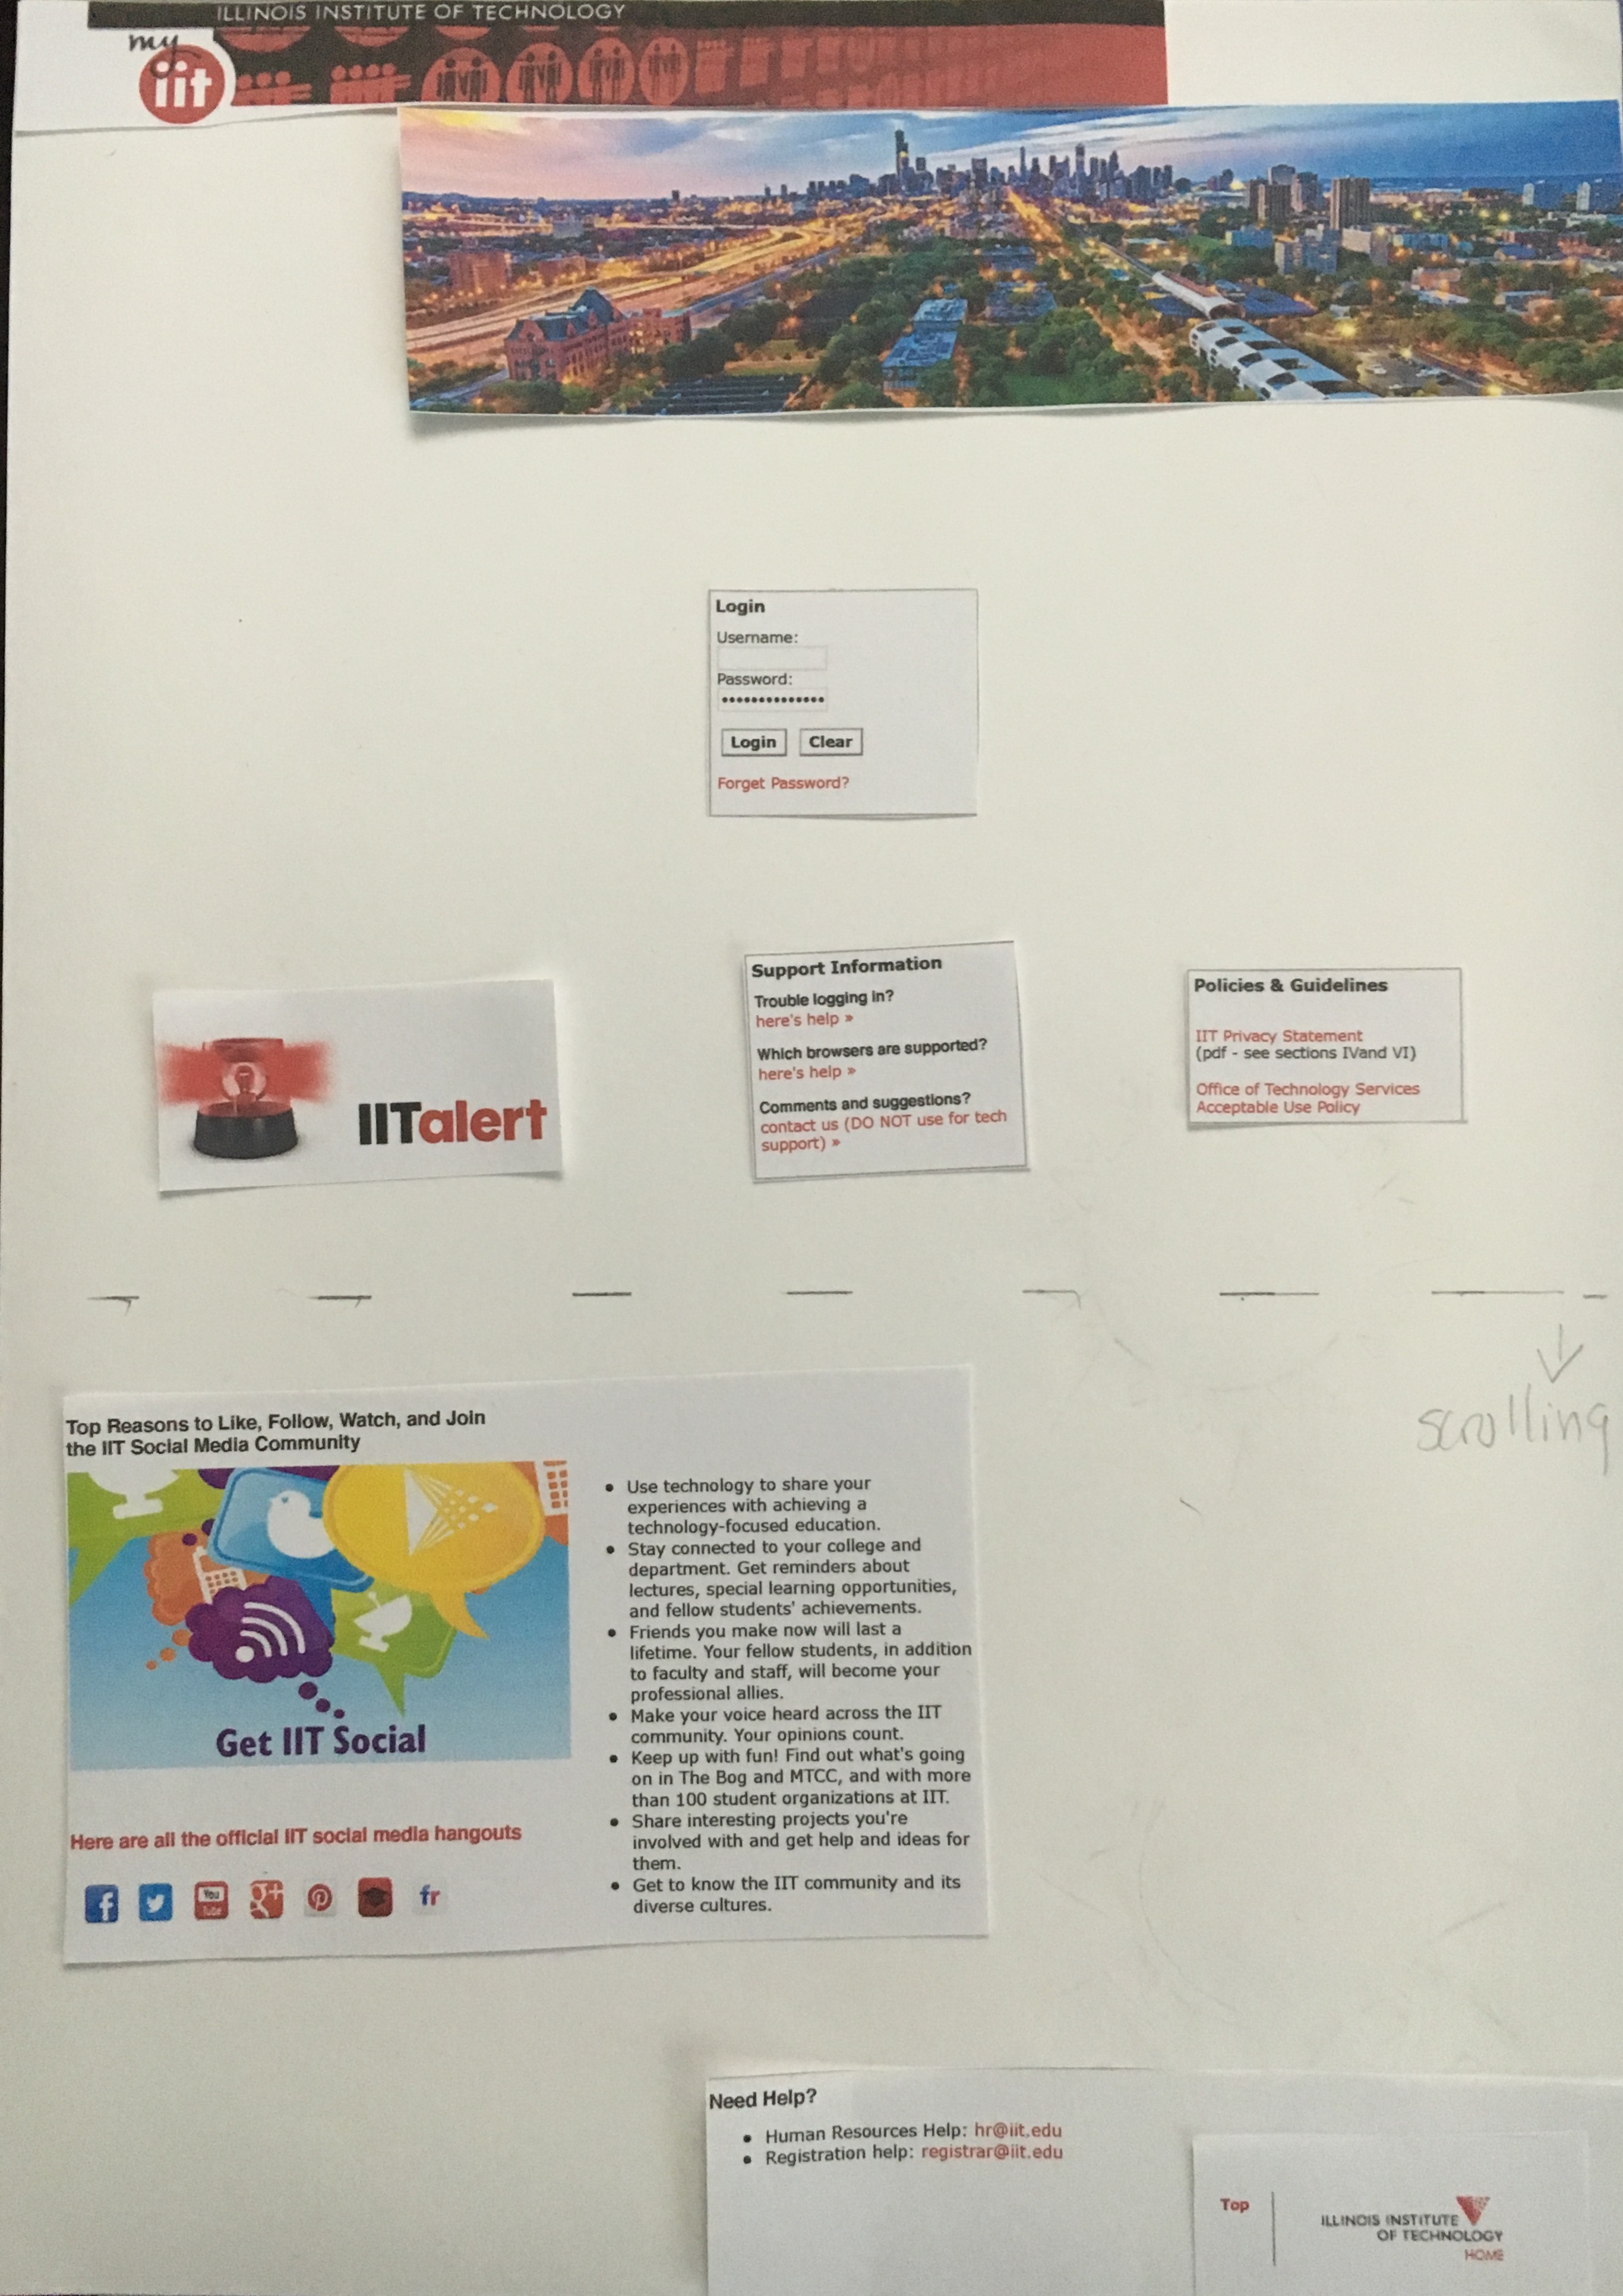 ILLINOIS INSTITUTE OF TECHNOLOGY
my
iit
Login
Username:
Password:
••••••••••••••
Login Clear
Forget Password?
IITalert
Support Information
Trouble logging in?
here's help »
Which browsers are supported?
here's help »
Comments and suggestions?
contact us (DO NOT use for tech
support) »
Policies & Guidelines
IIT Privacy Statement
(pdf - see sections IVand VI)
Office of Technology Services
Acceptable Use Policy
scrolling
Top Reasons to Like, Follow, Watch, and Join
the IIT Social Media Community
Get IIT Social
Here are all the official IIT social media hangouts
f
You
Tube
g+
fr
• Use technology to share your
experiences with achieving a
technology-focused education.
• Stay connected to your college and
department. Get reminders about
lectures, special learning opportunities,
and fellow students' achievements.
• Friends you make now will last a
lifetime. Your fellow students, in addition
to faculty and staff, will become your
professional allies.
• Make your voice heard across the IIT
community. Your opinions count.
• Keep up with fun! Find out what's going
on in The Bog and MTCC, and with more
than 100 student organizations at IIT.
• Share interesting projects you're
involved with and get help and ideas for
them.
• Get to know the IIT community and its
diverse cultures.
Need Help?
• Human Resources Help: hr@iit.edu
• Registration help: registrar@iit.edu
Top
ILLINOIS INSTITUTE
OF TECHNOLOGY
HOME